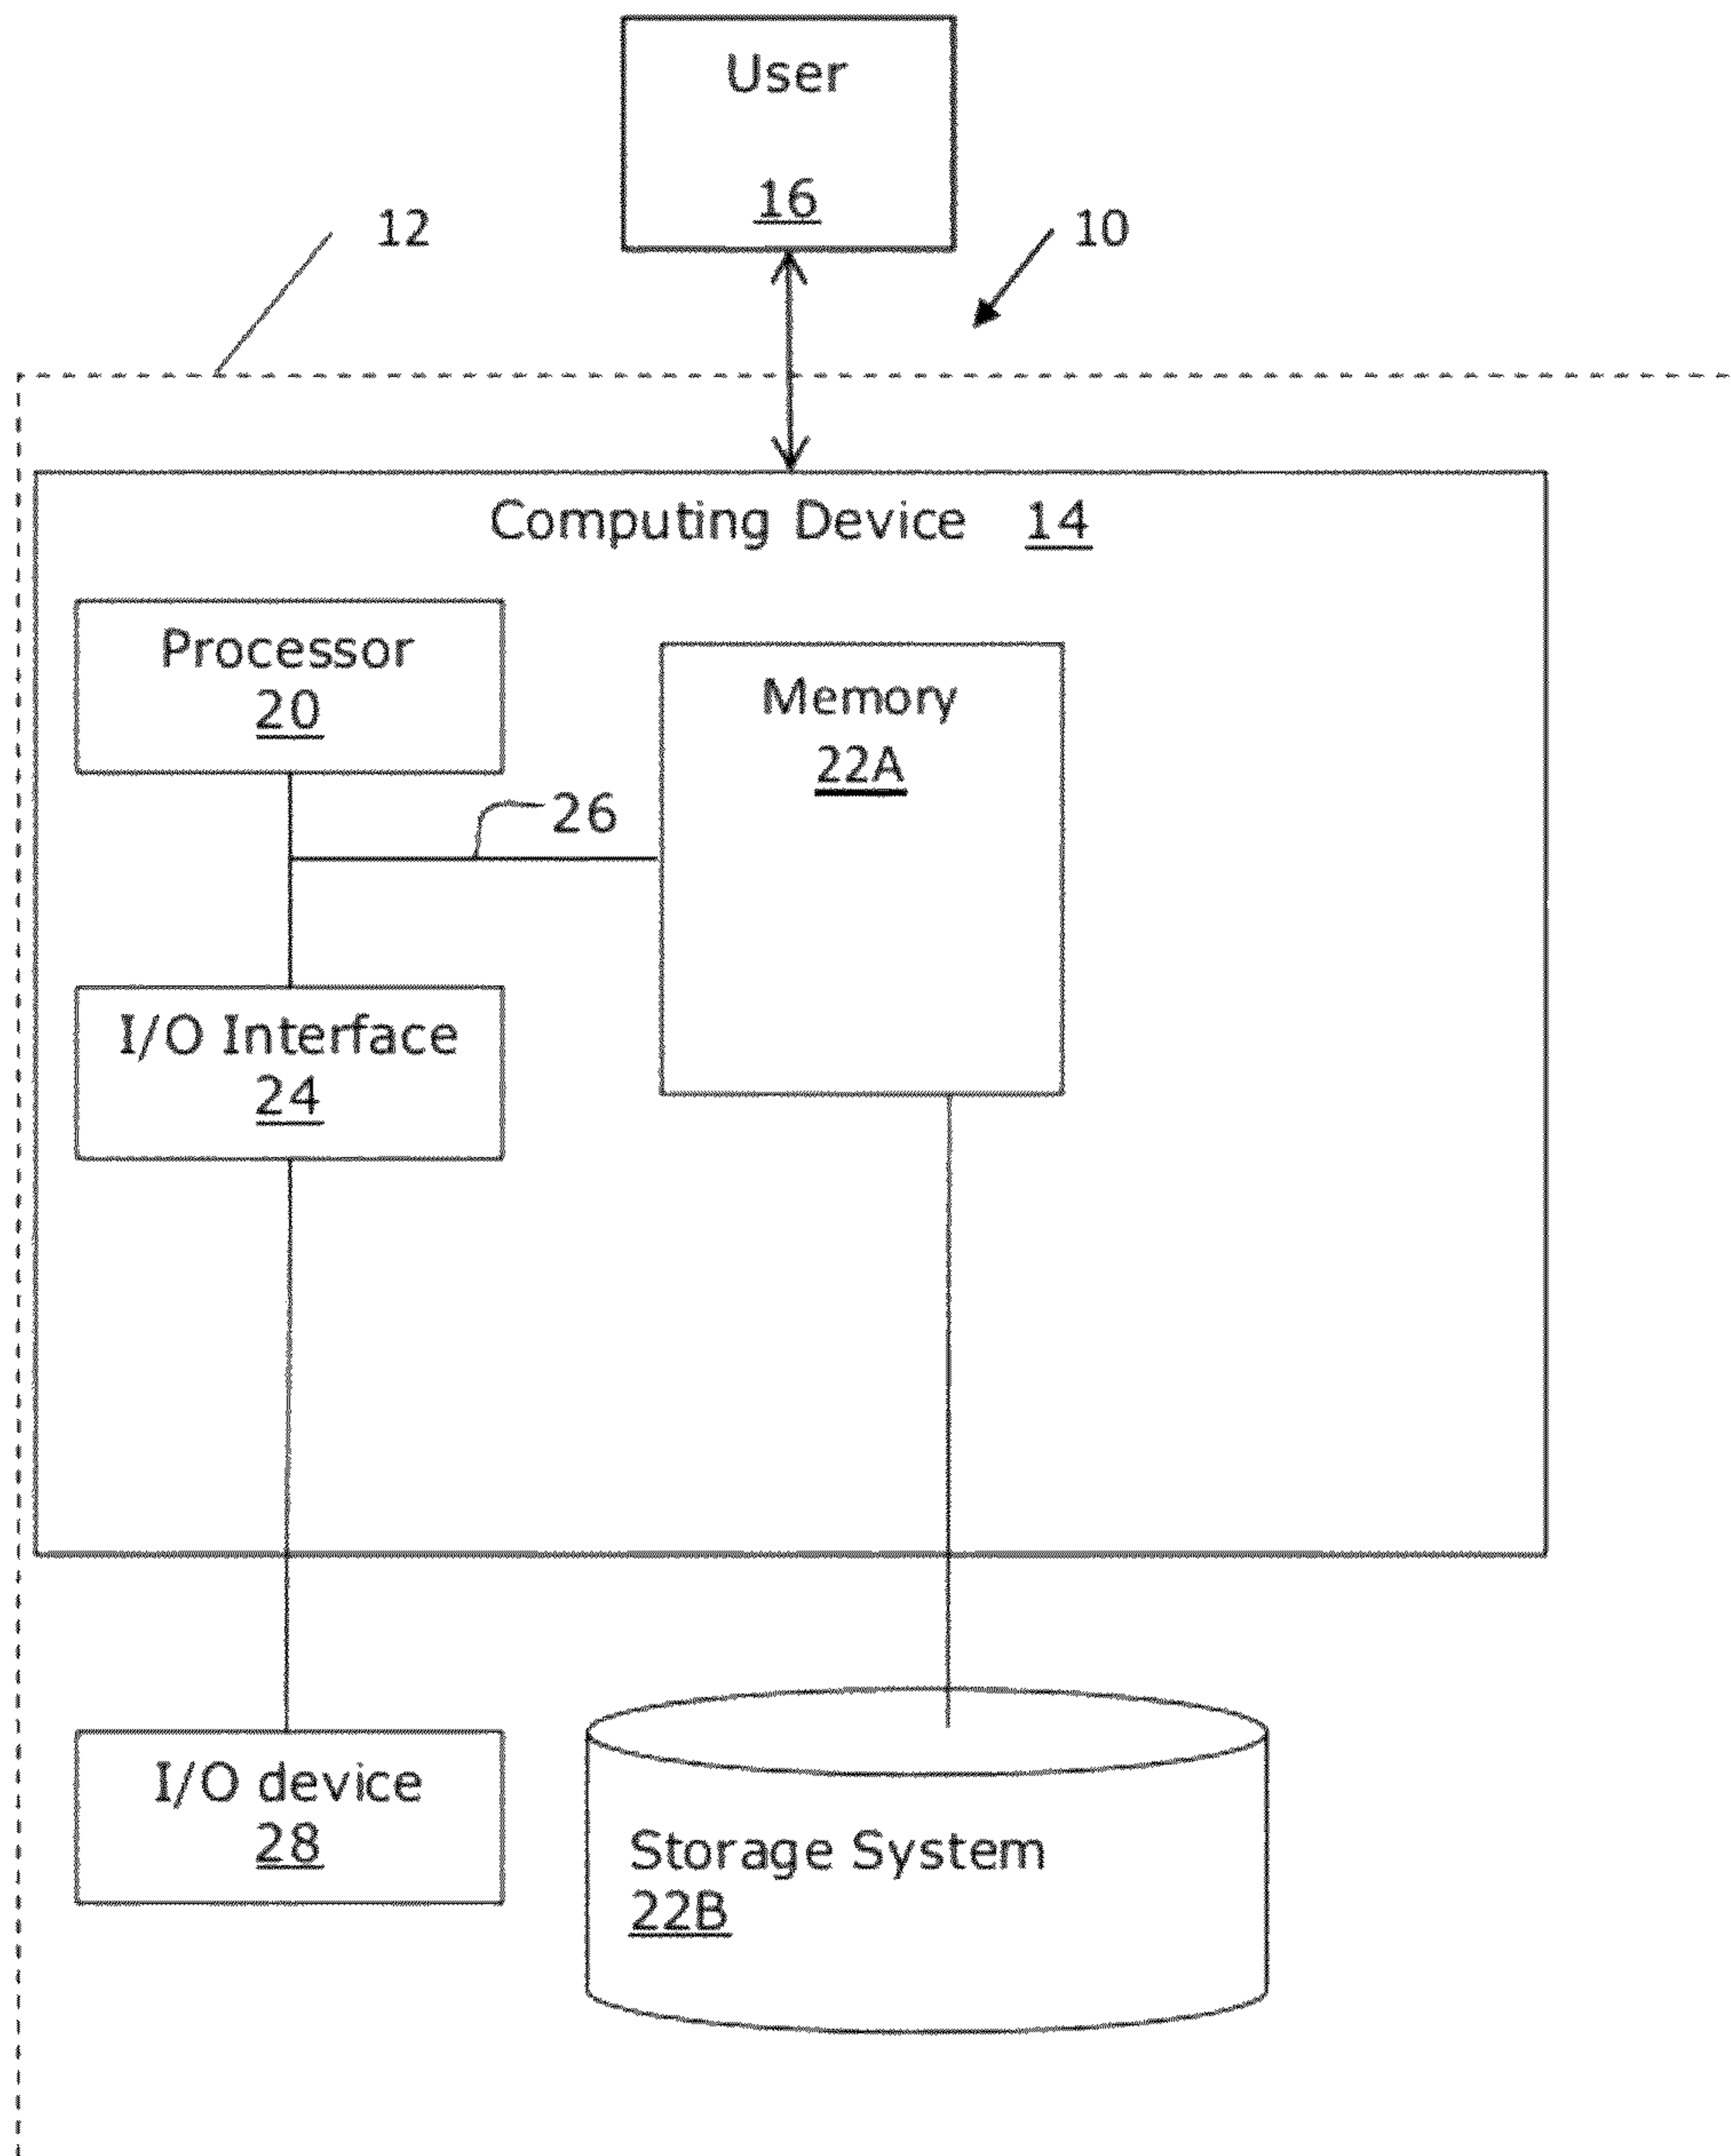 User
16
12
10
Computing Device 14
Processor
20
Memory
22A
26
I/O Interface
24
I/O device
28
Storage System
22B